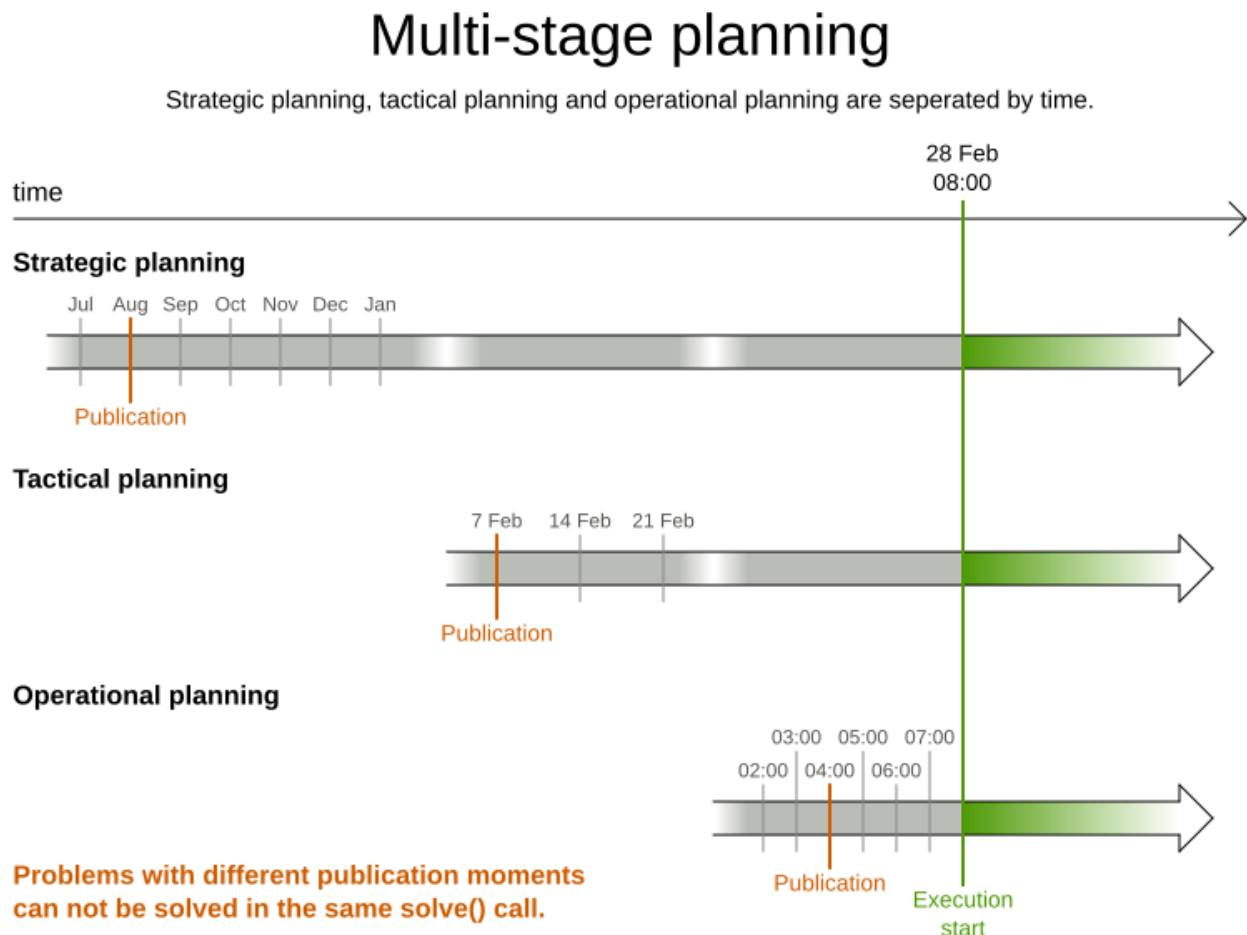 Multi-stage planning
Strategic planning, tactical planning and operational planning are seperated by time.
28 Feb
08:00
time
Strategic planning
Jul Aug Sep Oct Nov Dec Jan
Publication
Tactical planning
7 Feb 14 Feb 21 Feb
Publication
Operational planning
03:00 05:00 07:00
02:00 04:00 06:00
Publication
Execution
start
Problems with different publication moments
can not be solved in the same solve() call.